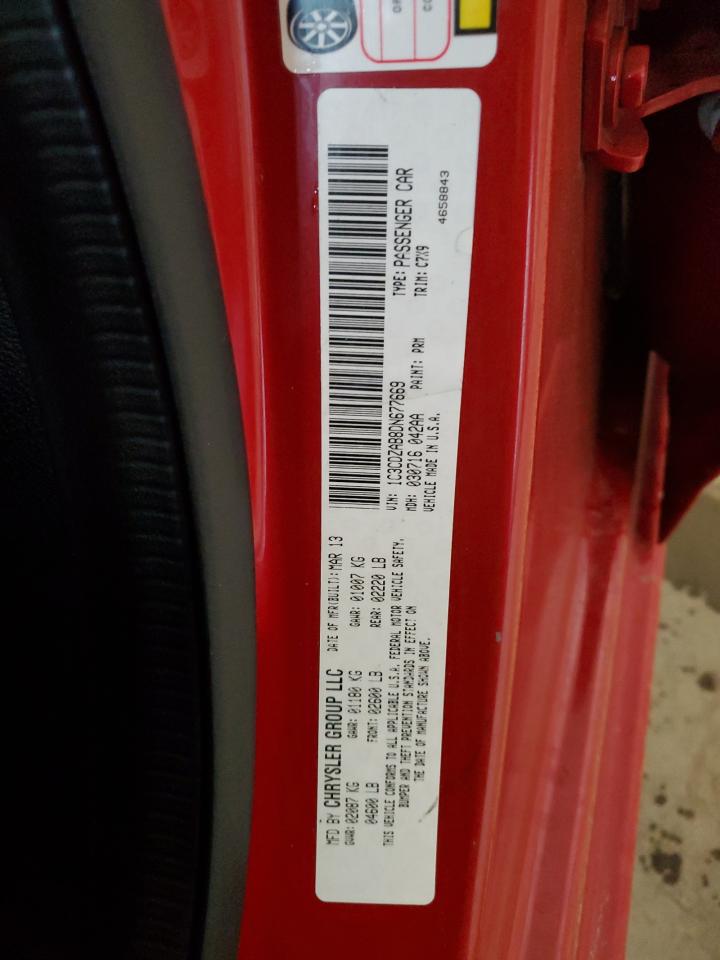 MFD BY CHRYSLER GROUP LLC DATE OF MFR(BUILT): MAR 13
GVWR: 02087 KG GAWR: 01180 KG GAWR: 01007 KG
04600 LB FRONT: 02600 LB REAR: 02220 LB
THIS VEHICLE CONFORMS TO ALL APPLICABLE U.S.A. FEDERAL MOTOR VEHICLE SAFETY,
BUMPER AND THEFT PREVENTION STANDARDS IN EFFECT ON
THE DATE OF MANUFACTURE SHOWN ABOVE.
VIN: 1C3CDZAB8DN677669 TYPE: PASSENGER CAR
MDH: 030716 042AA PAINT: PRM TRIM: C7X9
VEHICLE MADE IN U.S.A. 4658843